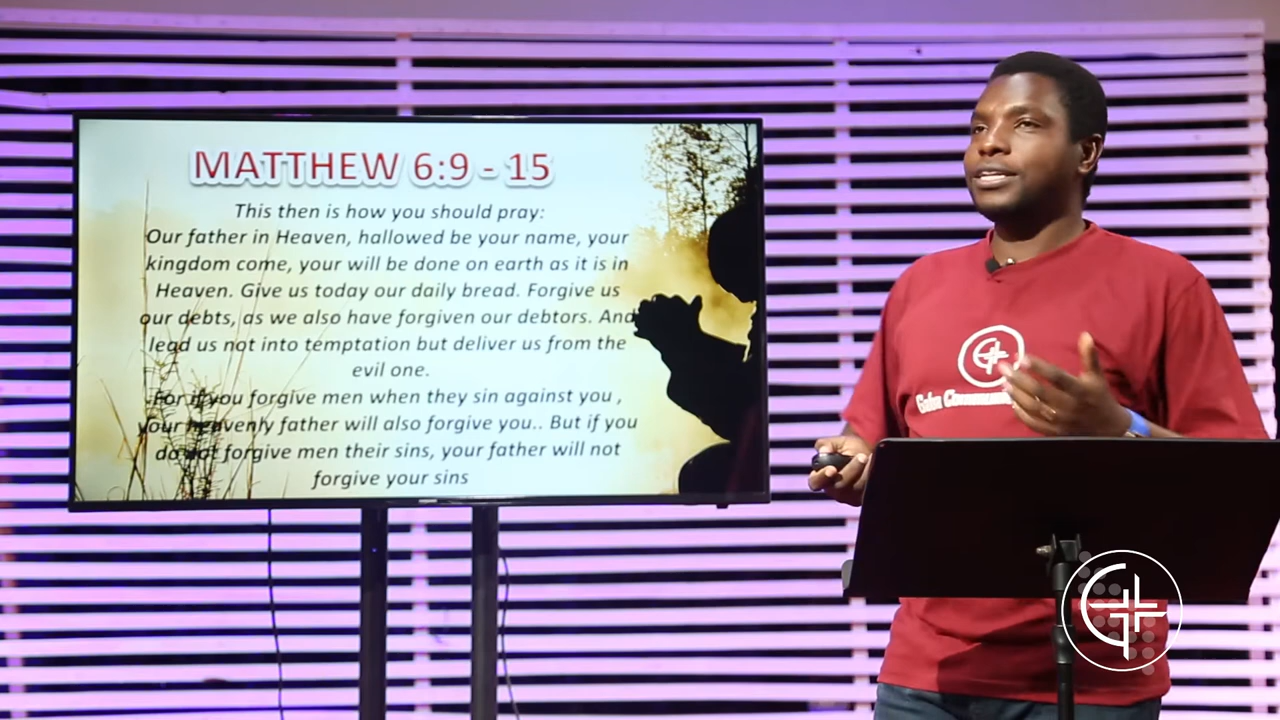 MATTHEW 6:9 - 15
This then is how you should pray:
Our father in Heaven, hallowed be your name, your
kingdom come, your will be done on earth as it is in
Heaven. Give us today our daily bread. Forgive us
our debts, as we also have forgiven our debtors. And
lead us not into temptation but deliver us from the
evil one.
For if you forgive men when they sin against you ,
your heavenly father will also forgive you.. But if you
do not forgive men their sins, your father will not
forgive your sins